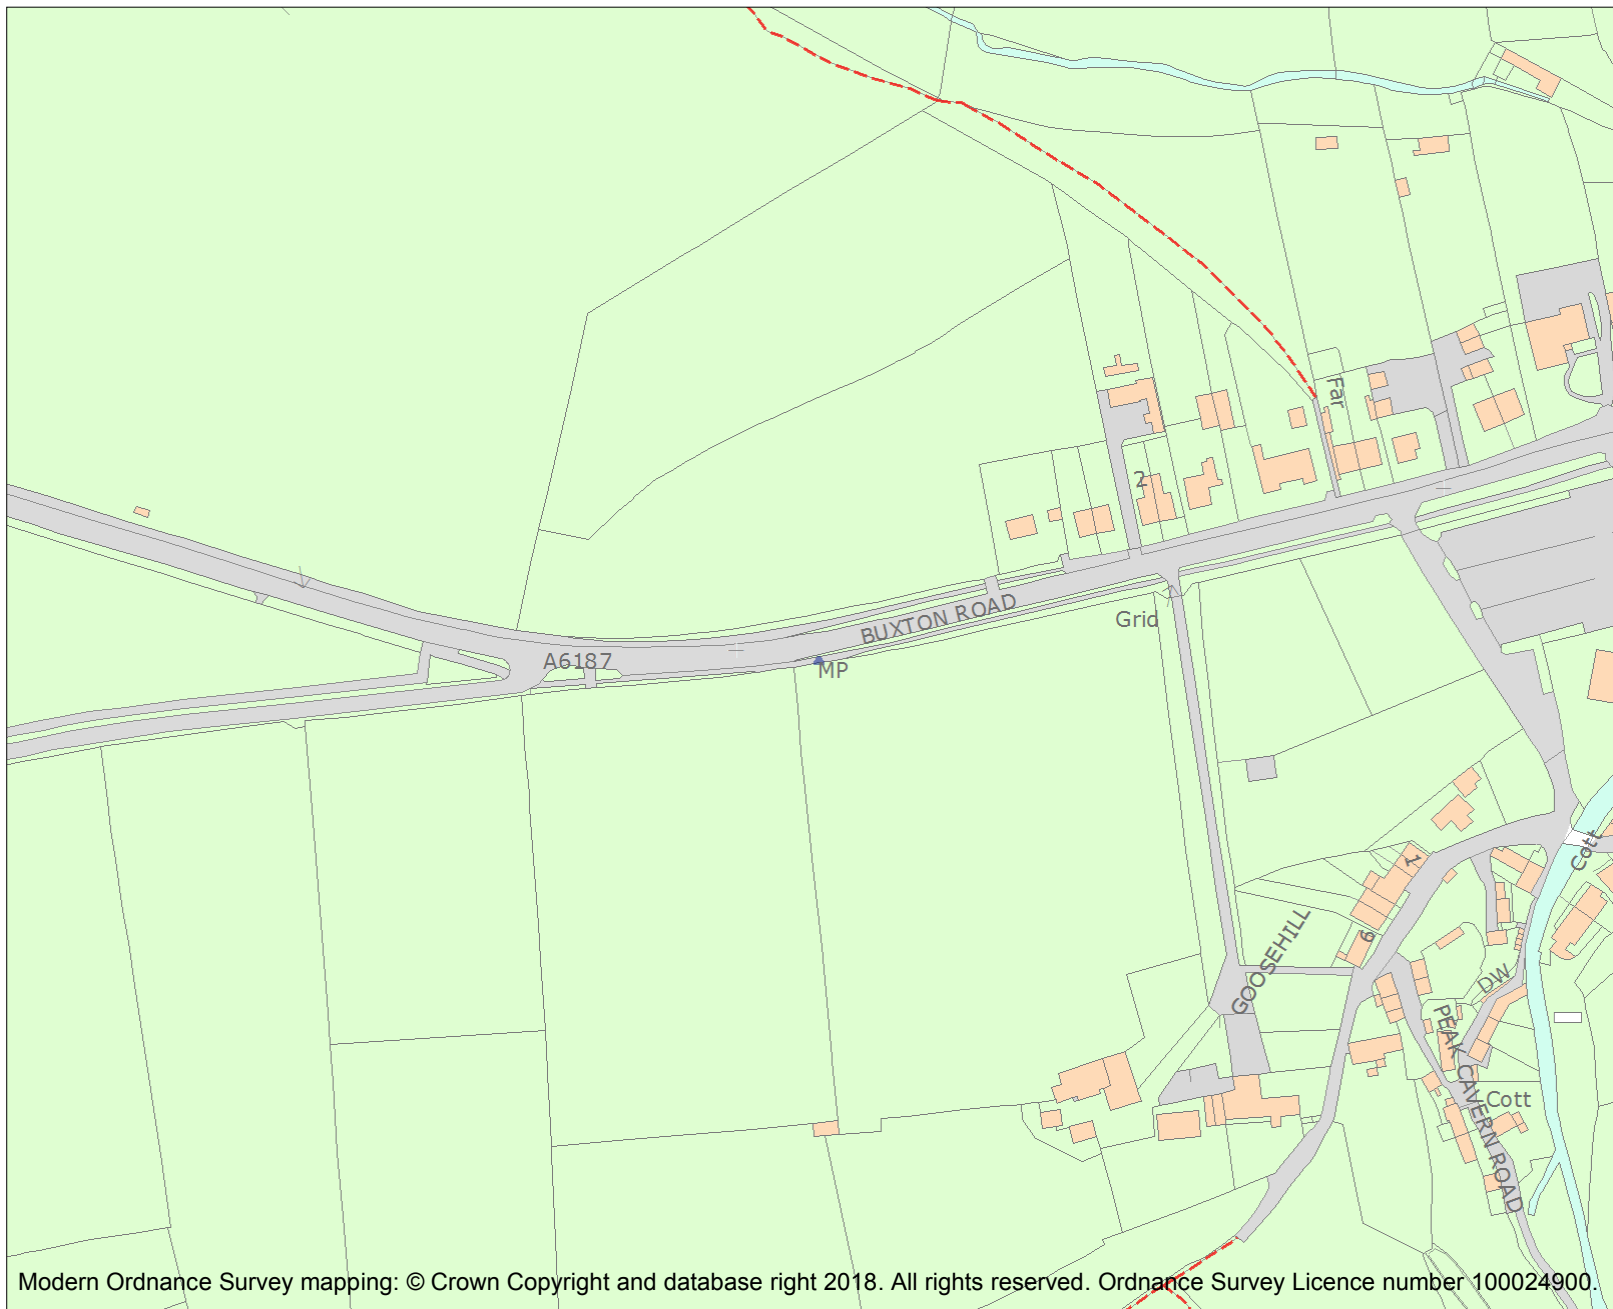 Far
2
BUXTON ROAD
Grid
A6187
MP
Cott
1
6
GOOSEHILL
DW
PEAK CAVERN ROAD
Cott
Modern Ordnance Survey mapping: © Crown Copyright and database right 2018. All rights reserved. Ordnance Survey Licence number 100024900.